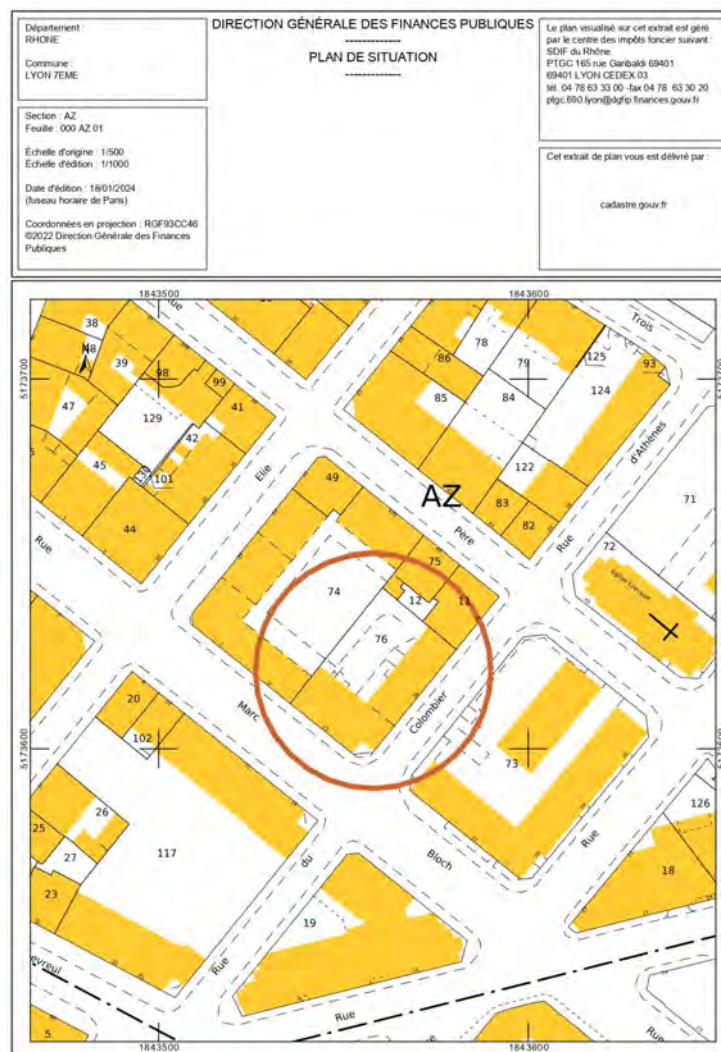 Département :
RHONE
Commune :
LYON 7EME
Section : AZ
Feuille : 000 AZ 01
Échelle d'origine : 1/500
Échelle d'édition : 1/1000
Date d'édition : 18/01/2024
(fuseau horaire de Paris)
Coordonnées en projection : RGF93CC46
©2022 Direction Générale des Finances
Publiques
DIRECTION GÉNÉRALE DES FINANCES PUBLIQUES
-------------
PLAN DE SITUATION
-------------
Le plan visualisé sur cet extrait est géré
par le centre des impôts foncier suivant :
SDIF du Rhône
PTGC 165 rue Garibaldi 69401
69401 LYON CEDEX 03
tél. 04 78 63 33 00 -fax 04 78 63 30 20
ptgc.690.lyon@dgfip.finances.gouv.fr
Cet extrait de plan vous est délivré par :
cadastre.gouv.fr
1843500
1843600
Rue
Trois
38
48
N
39
98
99
78
86
125
93
5173700
79
5173700
124
47
129
41
85
84
42
d'Athènes
45
130
101
Elie
49
122
71
44
AZ
83
82
Rue
Père
Rue
72
75
Eglise Grecque
74
12
11
76
20
Marc
Colombier
102
5173600
73
5173600
26
126
25
117
27
du
Bloch
Rue
18
23
19
evreul
Rue
Rue
Rue
5
1843500
1843600